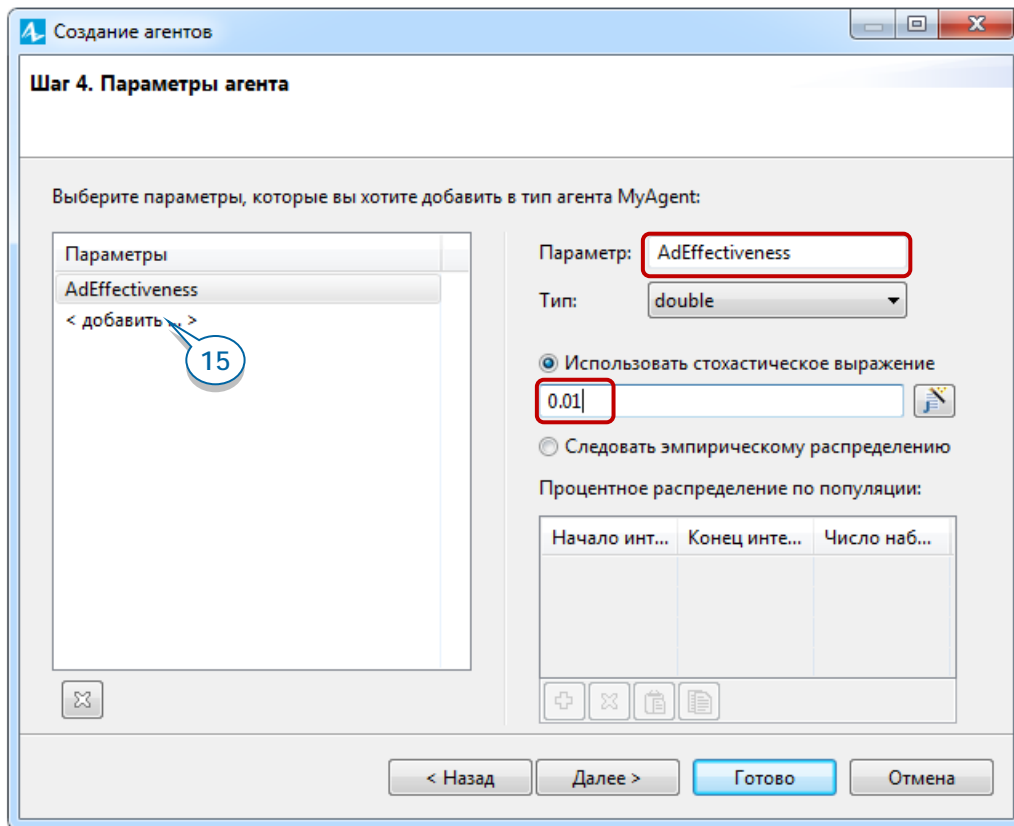 Создание агентов
Шаг 4. Параметры агента
Выберите параметры, которые вы хотите добавить в тип агента MyAgent:
Параметры
AdEffectiveness
< добавить ... >
15
Параметр: AdEffectiveness
Тип: double
Использовать стохастическое выражение
0.01
Следовать эмпирическому распределению
Процентное распределение по популяции:
Начало инт... Конец инте... Число наб...
< Назад Далее > Готово Отмена